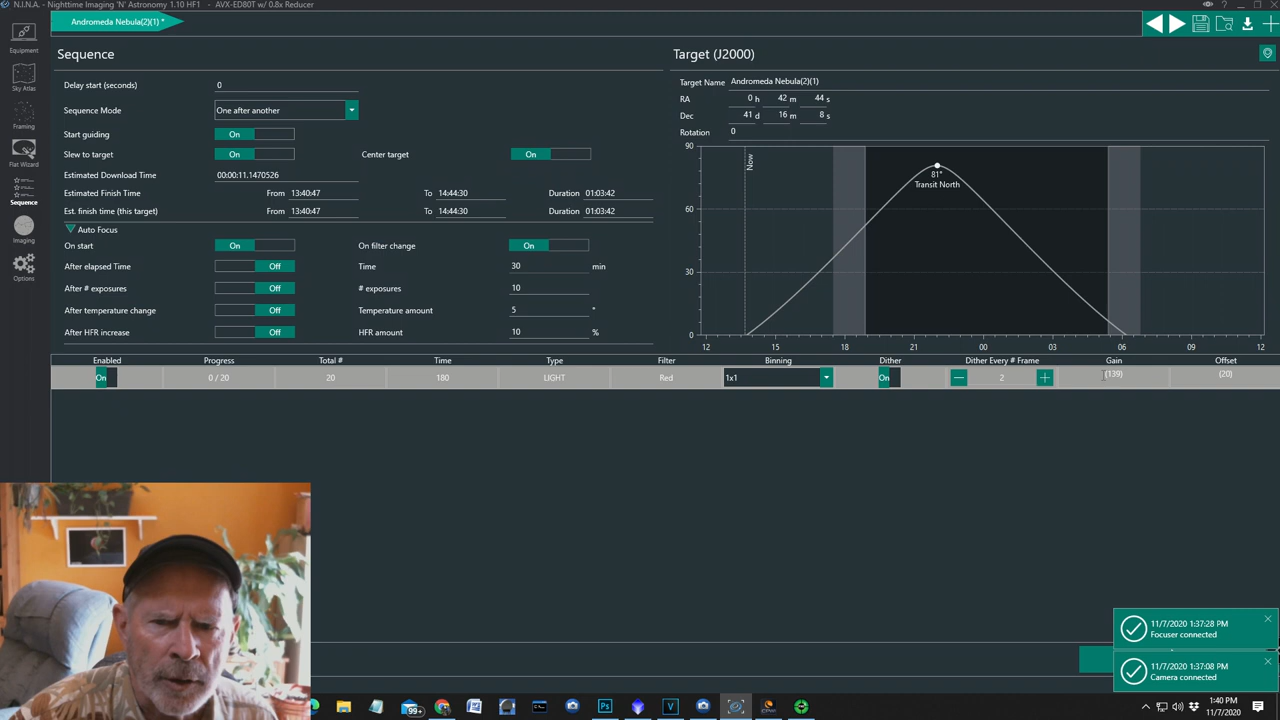 N.I.N.A. - Nighttime Imaging 'N' Astronomy 1.10 HF1 - AVX-ED80T w/ 0.8x Reducer
Andromeda Nebula(2)(1) *
Equipment
Sky Atlas
Framing
Flat Wizard
Sequence
Imaging
Options
Sequence
Delay start (seconds) 0
Sequence Mode One after another
Start guiding On
Slew to target On Center target On
Estimated Download Time 00:00:11.1470526
Estimated Finish Time From 13:40:47 To 14:44:30 Duration 01:03:42
Est. finish time (this target) From 13:40:47 To 14:44:30 Duration 01:03:42
Auto Focus
On start On On filter change On
After elapsed Time Off Time 30 min
After # exposures Off # exposures 10
After temperature change Off Temperature amount 5 °
After HFR increase Off HFR amount 10 %
Target (J2000)
Target Name Andromeda Nebula(2)(1)
RA 0 h 42 m 44 s
Dec 41 d 16 m 8 s
Rotation 0
90
60
30
0
Now
81°
Transit North
12 15 18 21 00 03 06 09 12
Enabled Progress Total # Time Type Filter Binning Dither Dither Every # Frame Gain Offset
On 0 / 20 20 180 LIGHT Red 1x1 On 2 (139) (20)
11/7/2020 1:37:28 PM
Focuser connected
11/7/2020 1:37:08 PM
Camera connected
99+
Ps
V
1:40 PM
11/7/2020